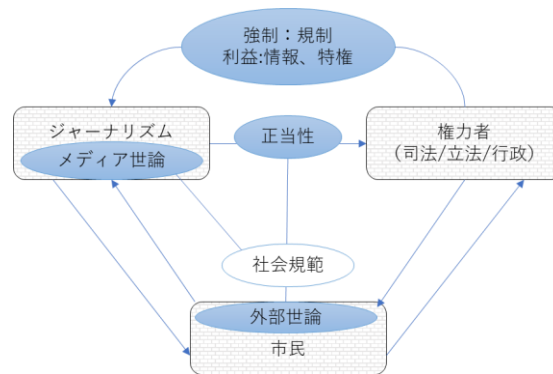 強制：規制
利益:情報、特権
ジャーナリズム
メディア世論
正当性
権力者
（司法/立法/行政）
社会規範
外部世論
市民